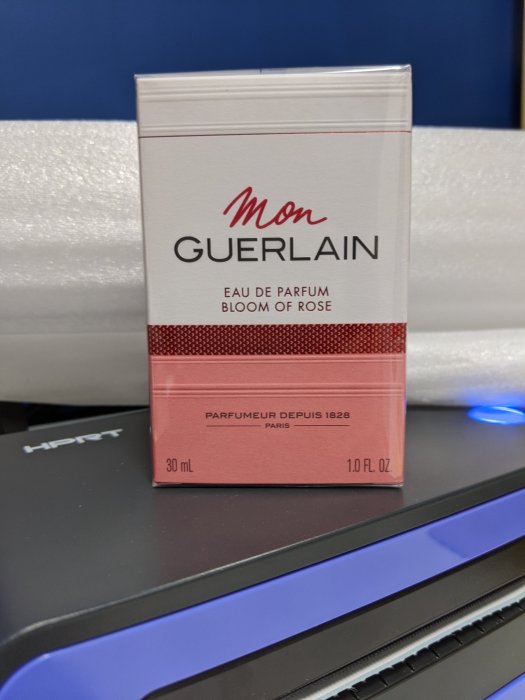 Mon
GUERLAIN
EAU DE PARFUM
BLOOM OF ROSE
PARFUMEUR DEPUIS 1828
PARIS
30 mL 1.0 FL. OZ.
HPRT